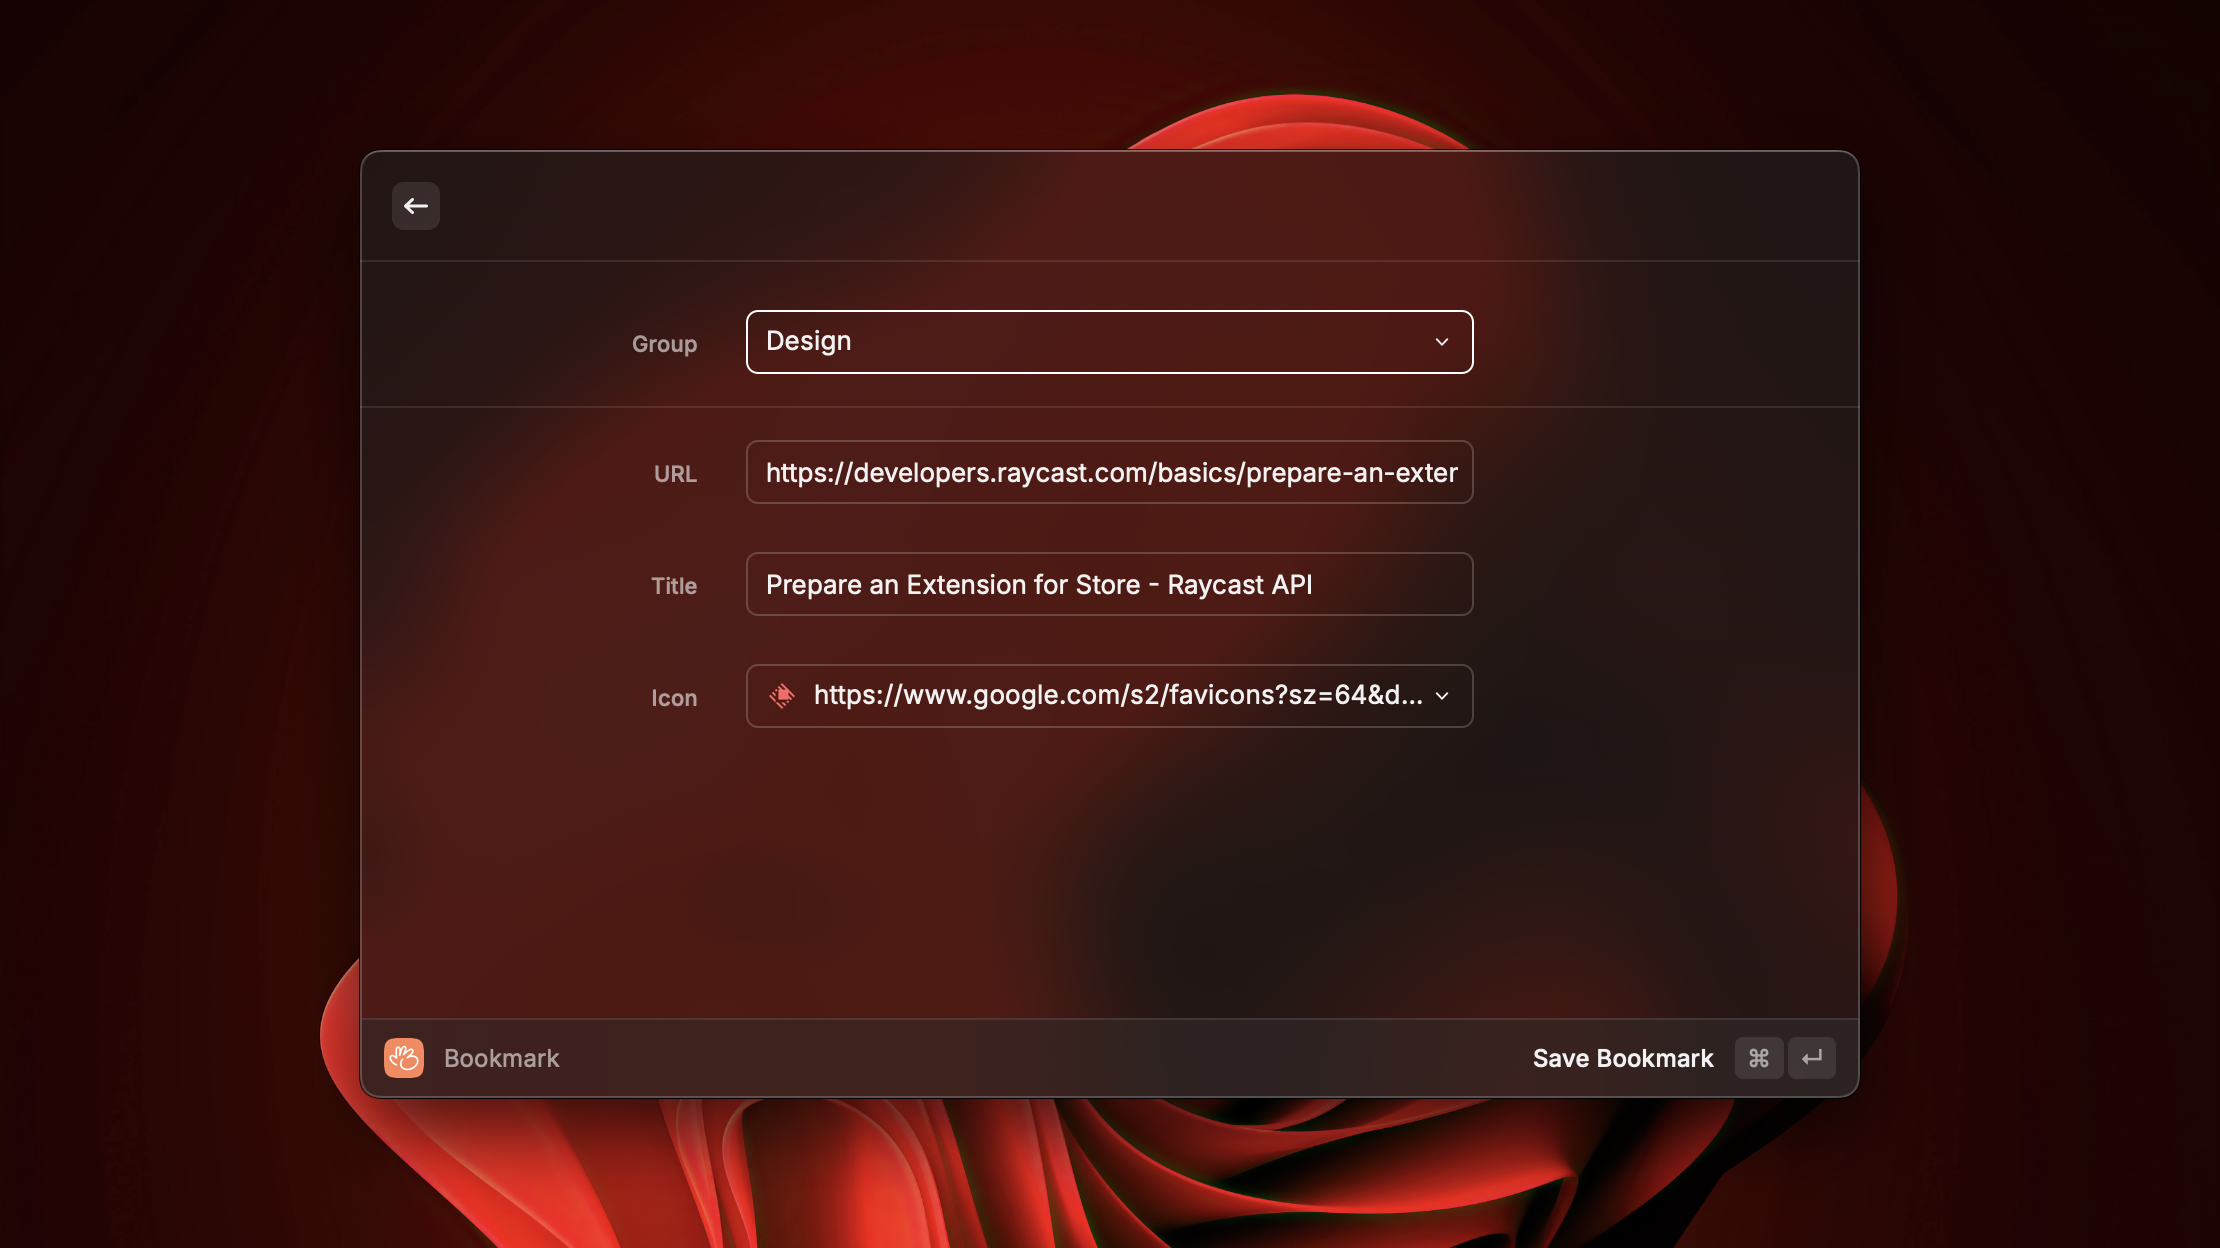 Group
Design
URL
https://developers.raycast.com/basics/prepare-an-exter
Title
Prepare an Extension for Store - Raycast API
Icon
https://www.google.com/s2/favicons?sz=64&d...
Bookmark
Save Bookmark ⌘ ↵